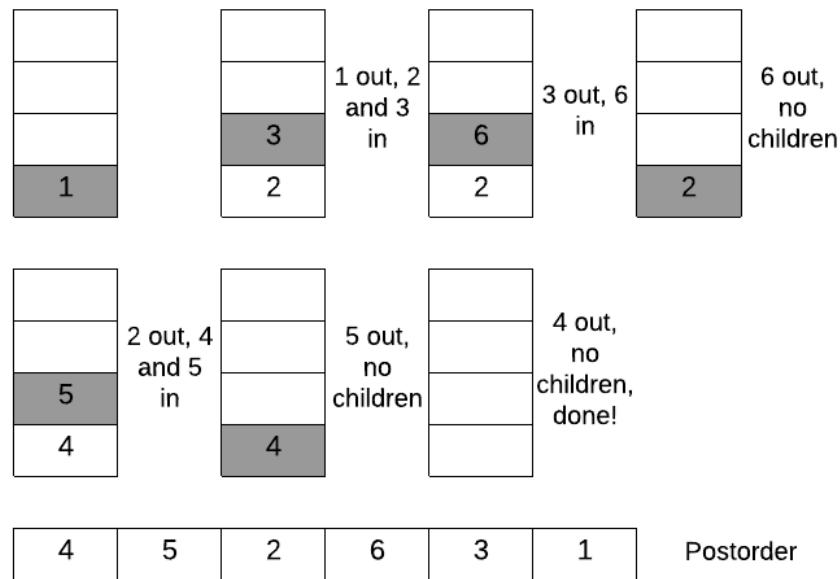 1
3
2
1 out, 2
and 3
in
6
2
3 out, 6
in
2
6 out,
no
children
5
4
2 out, 4
and 5
in
4
5 out,
no
children
4 out,
no
children,
done!
4 5 2 6 3 1 Postorder